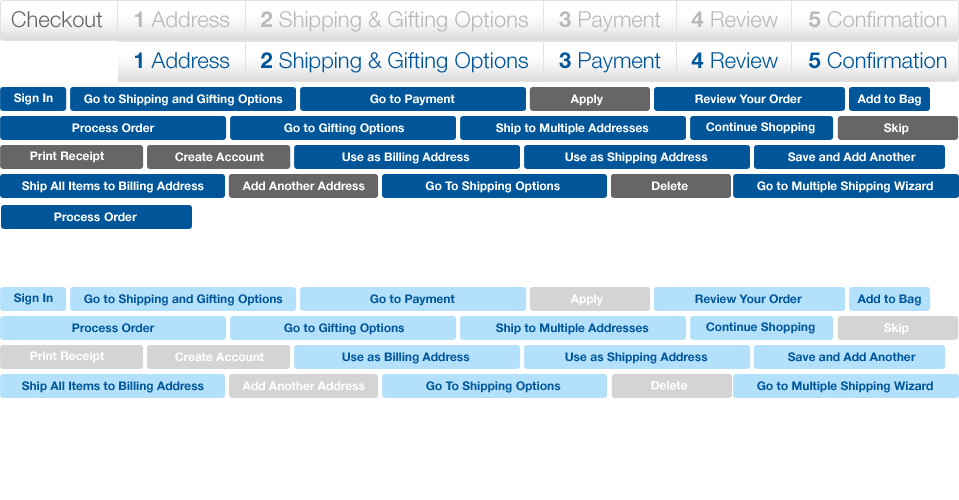 Checkout 1 Address 2 Shipping & Gifting Options 3 Payment 4 Review 5 Confirmation
1 Address 2 Shipping & Gifting Options 3 Payment 4 Review 5 Confirmation
Sign In Go to Shipping and Gifting Options Go to Payment Apply Review Your Order Add to Bag
Process Order Go to Gifting Options Ship to Multiple Addresses Continue Shopping Skip
Print Receipt Create Account Use as Billing Address Use as Shipping Address Save and Add Another
Ship All Items to Billing Address Add Another Address Go To Shipping Options Delete Go to Multiple Shipping Wizard
Process Order
Sign In Go to Shipping and Gifting Options Go to Payment Apply Review Your Order Add to Bag
Process Order Go to Gifting Options Ship to Multiple Addresses Continue Shopping Skip
Print Receipt Create Account Use as Billing Address Use as Shipping Address Save and Add Another
Ship All Items to Billing Address Add Another Address Go To Shipping Options Delete Go to Multiple Shipping Wizard